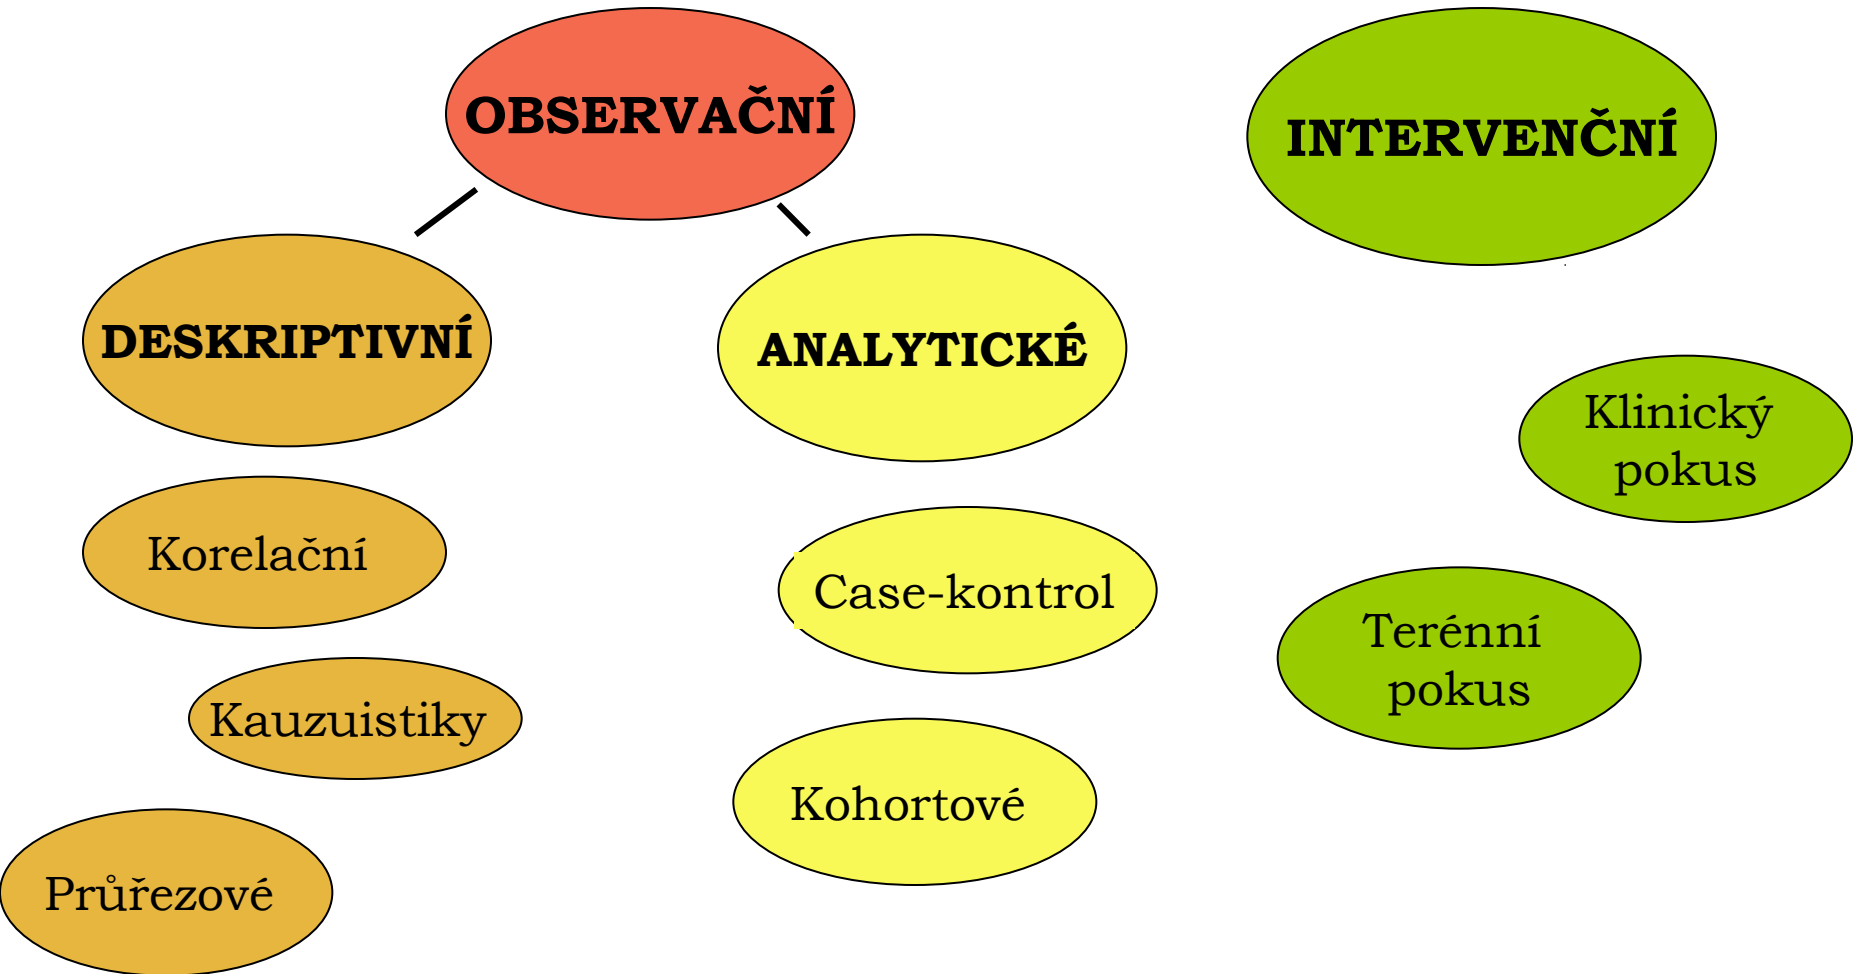 OBSERVAČNÍ
INTERVENČNÍ
DESKRIPTIVNÍ
ANALYTICKÉ
Klinický
pokus
Korelační
Case-kontrol
Terénní
pokus
Kauzuistiky
Kohortové
Průřezové